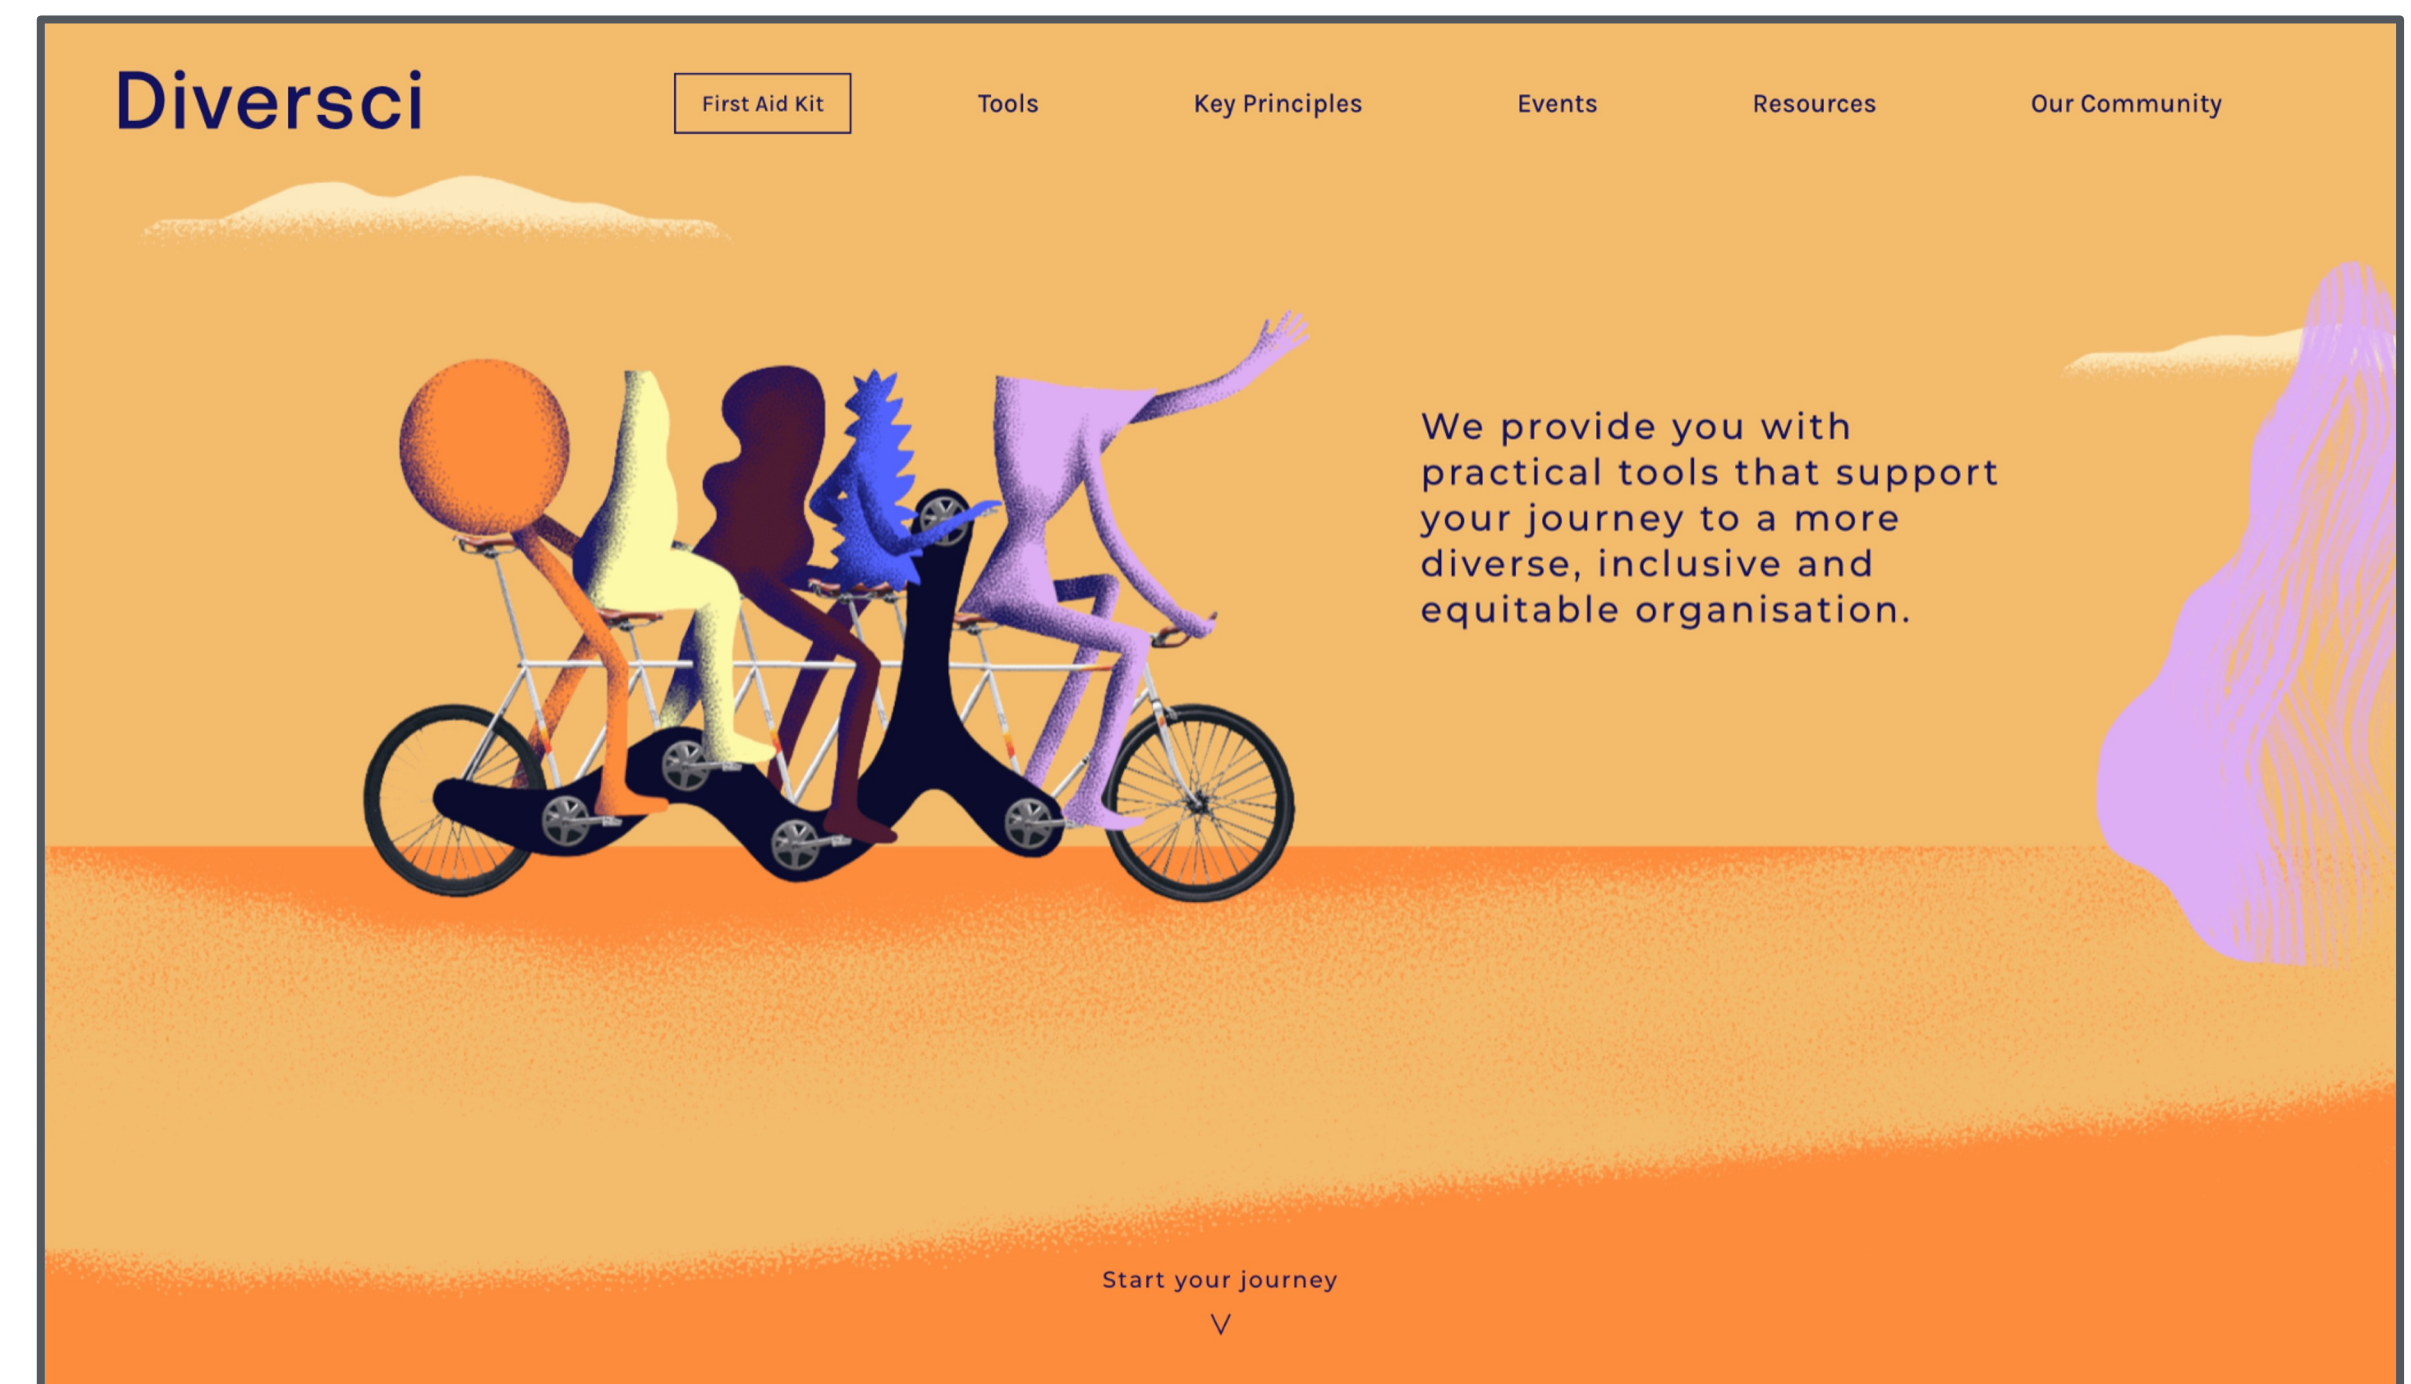 Diversci
First Aid Kit
Tools
Key Principles
Events
Resources
Our Community
We provide you with
practical tools that support
your journey to a more
diverse, inclusive and
equitable organisation.
Start your journey